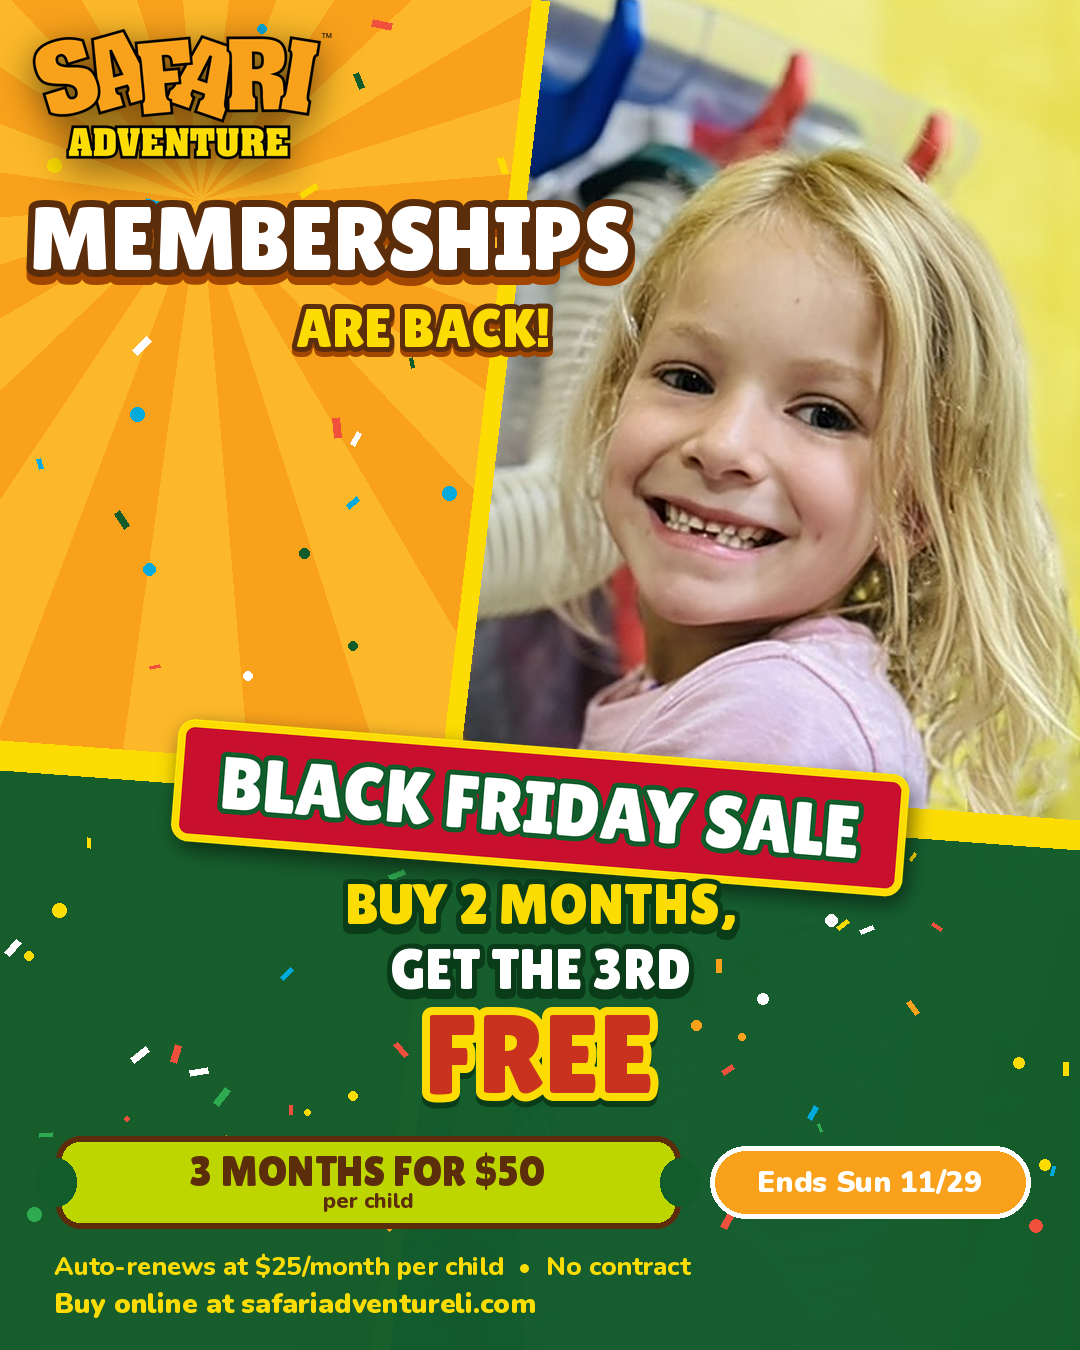 SAFARI™
ADVENTURE
MEMBERSHIPS
ARE BACK!
BLACK FRIDAY SALE
BUY 2 MONTHS,
GET THE 3RD
FREE
3 MONTHS FOR $50
per child
Ends Sun 11/29
Auto-renews at $25/month per child • No contract
Buy online at safariadventureli.com